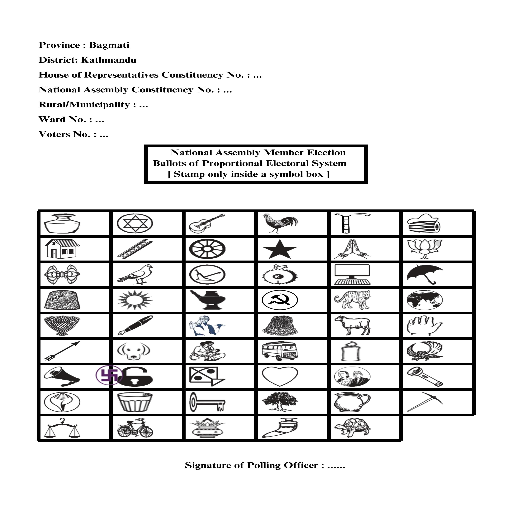 Province : Bagmati
District: Kathmandu
House of Representatives Constituency No. : ...
National Assembly Constituency No. : ...
Rural/Municipality : ...
Ward No. : ...
Voters No. : ...
National Assembly Member Election
Ballots of Proportional Electoral System
[ Stamp only inside a symbol box ]
Signature of Polling Officer : ......